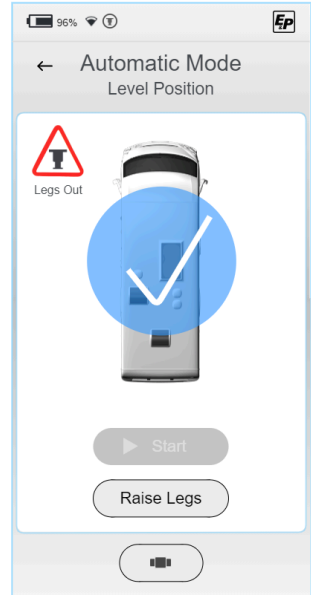 96%
EP
Automatic Mode
Level Position
Legs Out
Start
Raise Legs